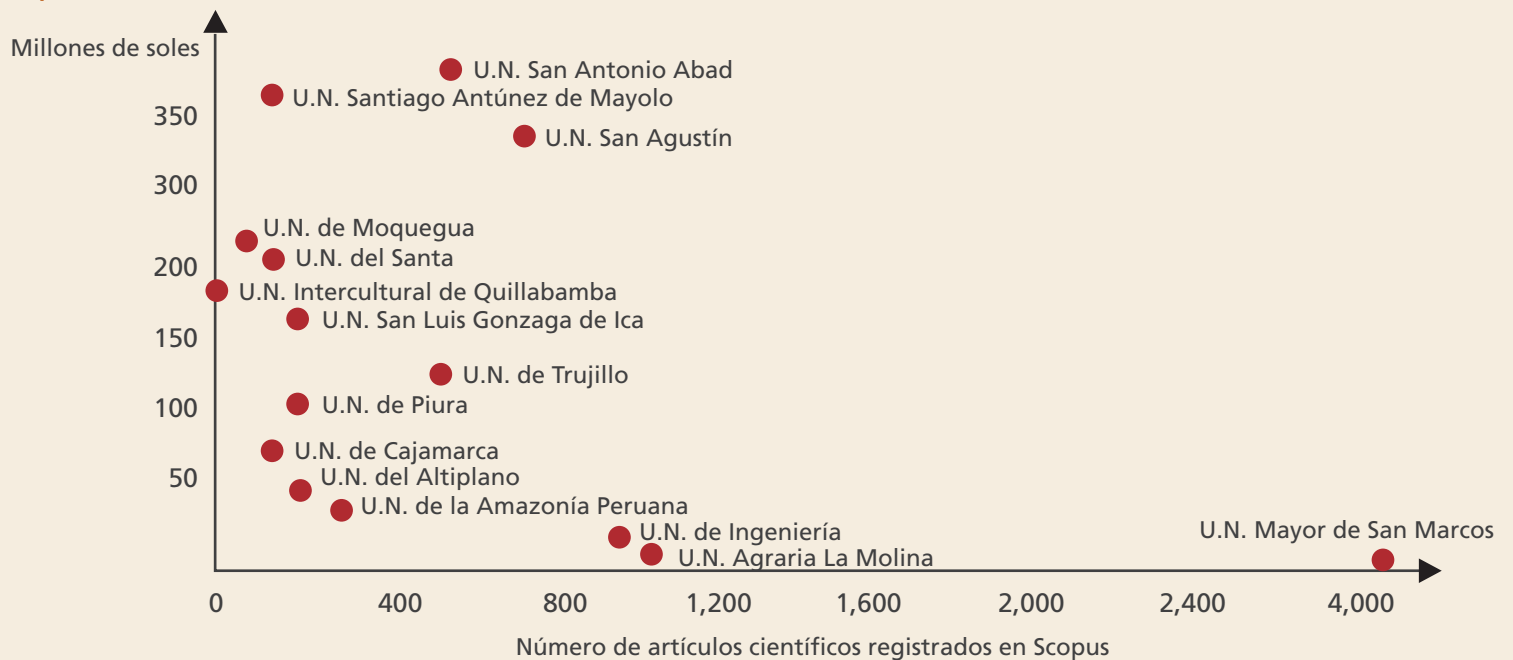 Millones de soles
U.N. San Antonio Abad
U.N. Santiago Antúnez de Mayolo
350
U.N. San Agustín
300
U.N. de Moquegua
U.N. del Santa
200
U.N. Intercultural de Quillabamba
U.N. San Luis Gonzaga de Ica
150
U.N. de Trujillo
100
U.N. de Piura
U.N. de Cajamarca
50
U.N. del Altiplano
U.N. de la Amazonía Peruana
U.N. de Ingeniería
U.N. Mayor de San Marcos
U.N. Agraria La Molina
0 400 800 1,200 1,600 2,000 2,400 4,000
Número de artículos científicos registrados en Scopus